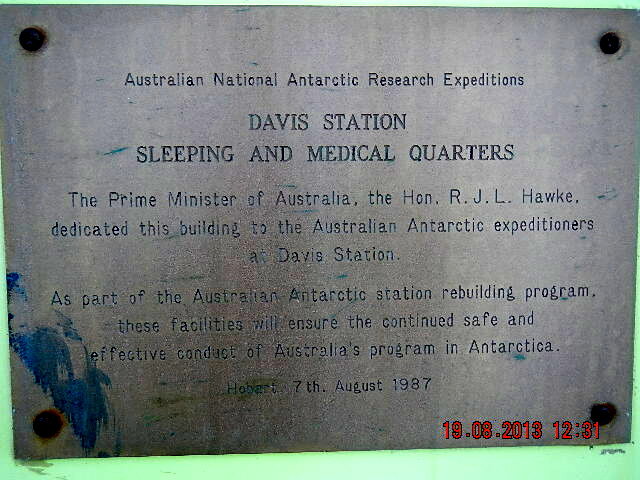 Australian National Antarctic Research Expeditions
DAVIS STATION
SLEEPING AND MEDICAL QUARTERS
The Prime Minister of Australia, the Hon. R.J.L. Hawke,
dedicated this building to the Australian Antarctic expeditioners
at Davis Station.
As part of the Australian Antarctic station rebuilding program,
these facilities will ensure the continued safe and
effective conduct of Australia's program in Antarctica.
Hobart, 7th. August 1987
19.08.2013 12:31